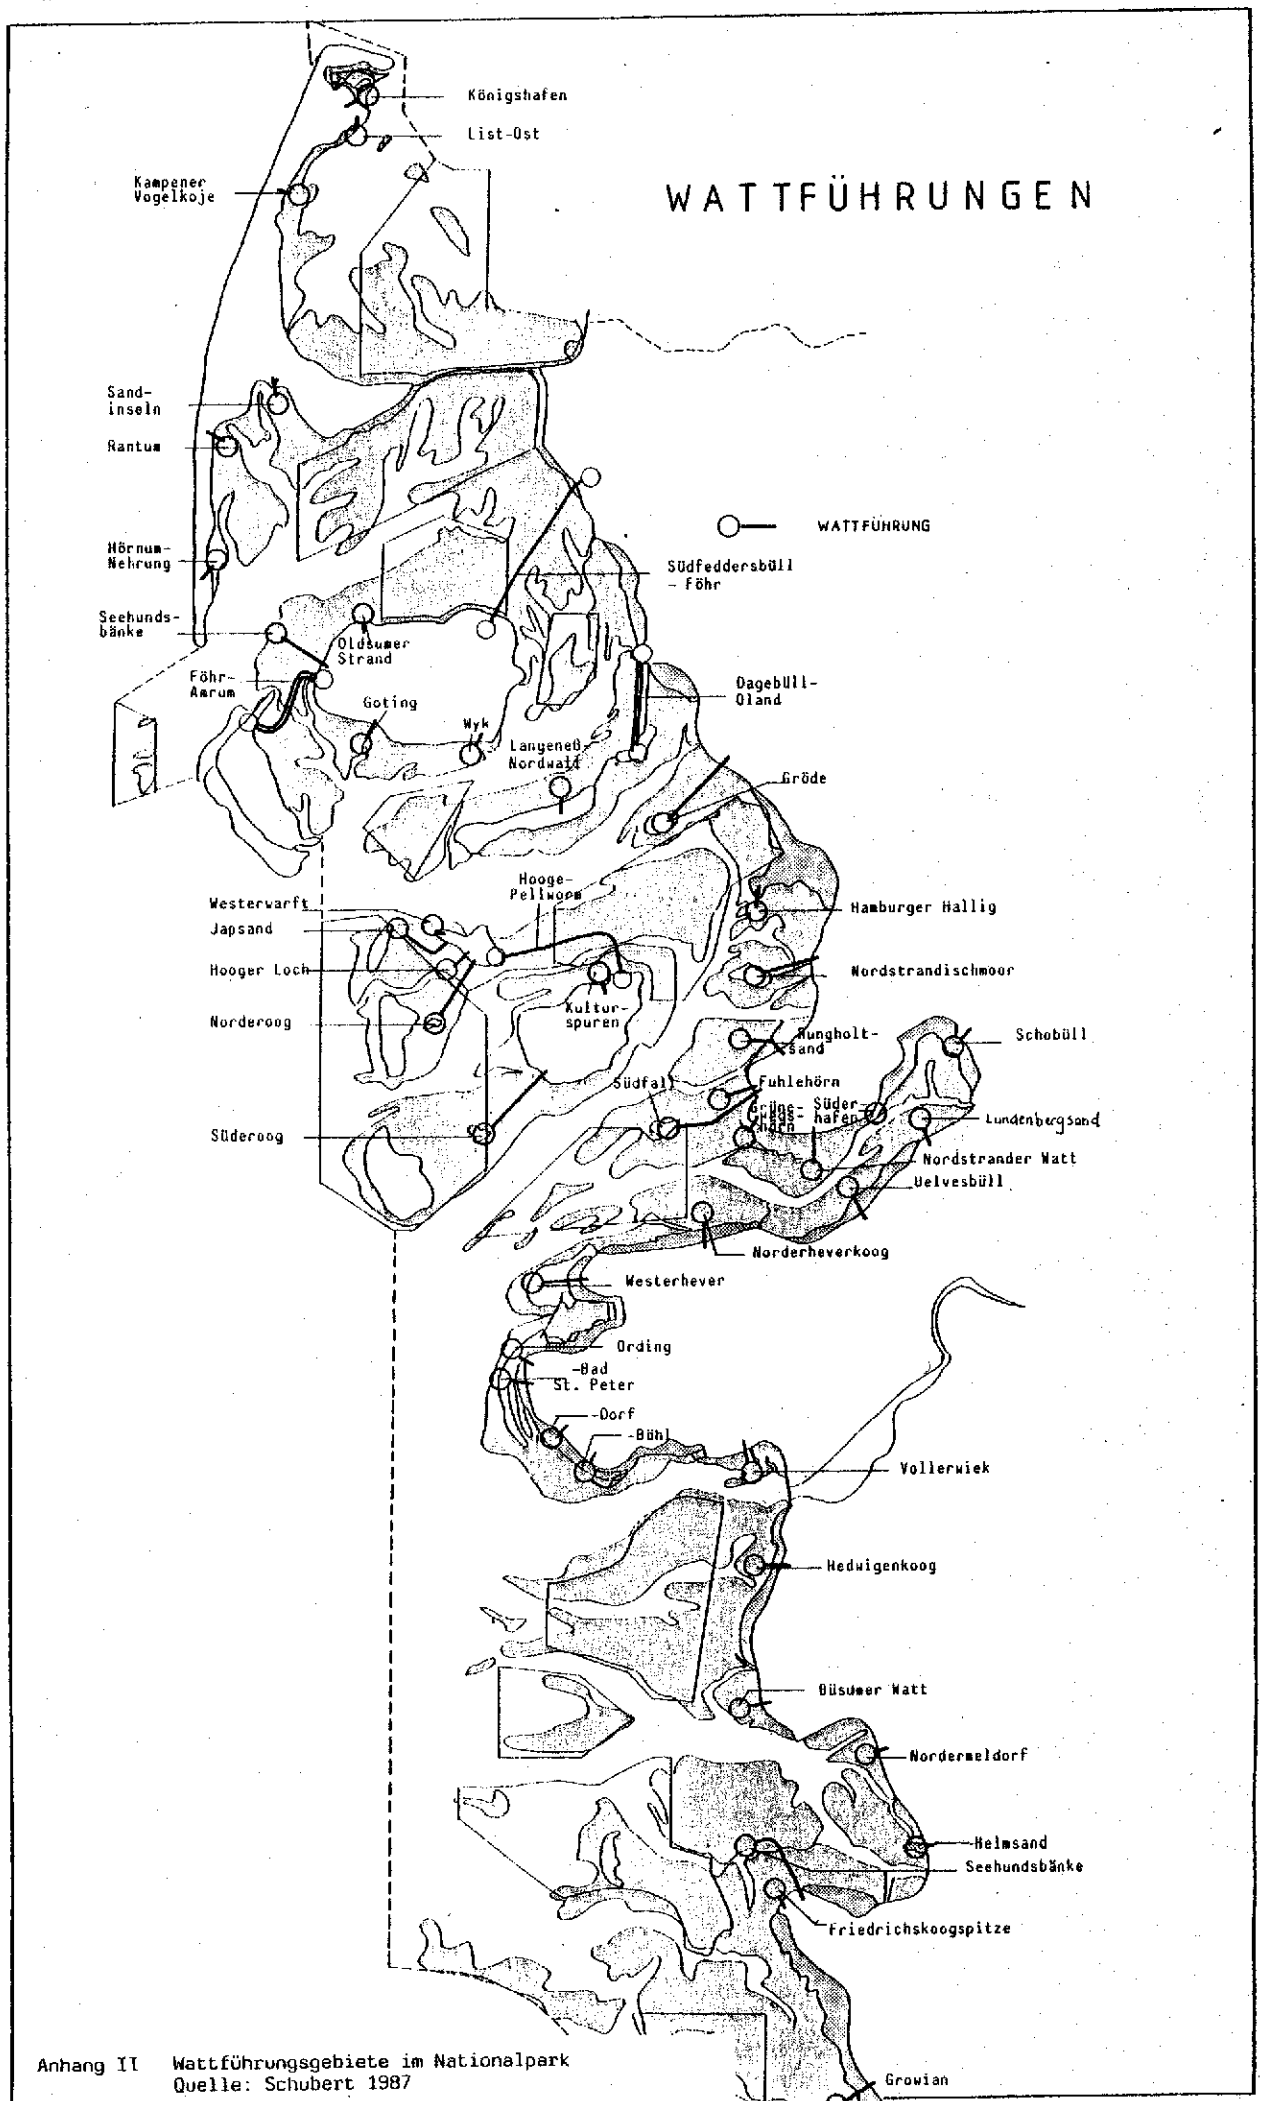 Königshafen
List-Ost
Kampener
Vogelkoje
WATTFÜHRUNGEN
Sand-
inseln
Rantum
WATTFÜHRUNG
Hörnum-
Nehrung
Südfeddersbüll
- Föhr
Seehunds-
bänke
Oldsumer
Strand
Föhr-
Amrum
Goting
Wyk
Dagebüll-
Oland
Langeneß-
Nordwatt
Gröde
Hooge-
Pellworm
Westerwarft
Japsand
Hamburger Hallig
Hooger Loch
Nordstrandischmoor
Kultur-
spuren
Norderoog
Rungholt-
sand
Schobüll
Südfall
Fuhlehörn
Süder-
hafen
Lundenbergsand
Süderoog
Nordstrander Watt
Uelvesbüll
Norderheverkoog
Westerhever
Ording
-Bad
St. Peter
-Dorf
-Böhl
Vollerwiek
Hedwigenkoog
Büsumer Watt
Nordermeldorf
Helmsand
Seehundsbänke
Friedrichskoogspitze
Growian
Anhang II Wattführungsgebiete im Nationalpark
Quelle: Schubert 1987